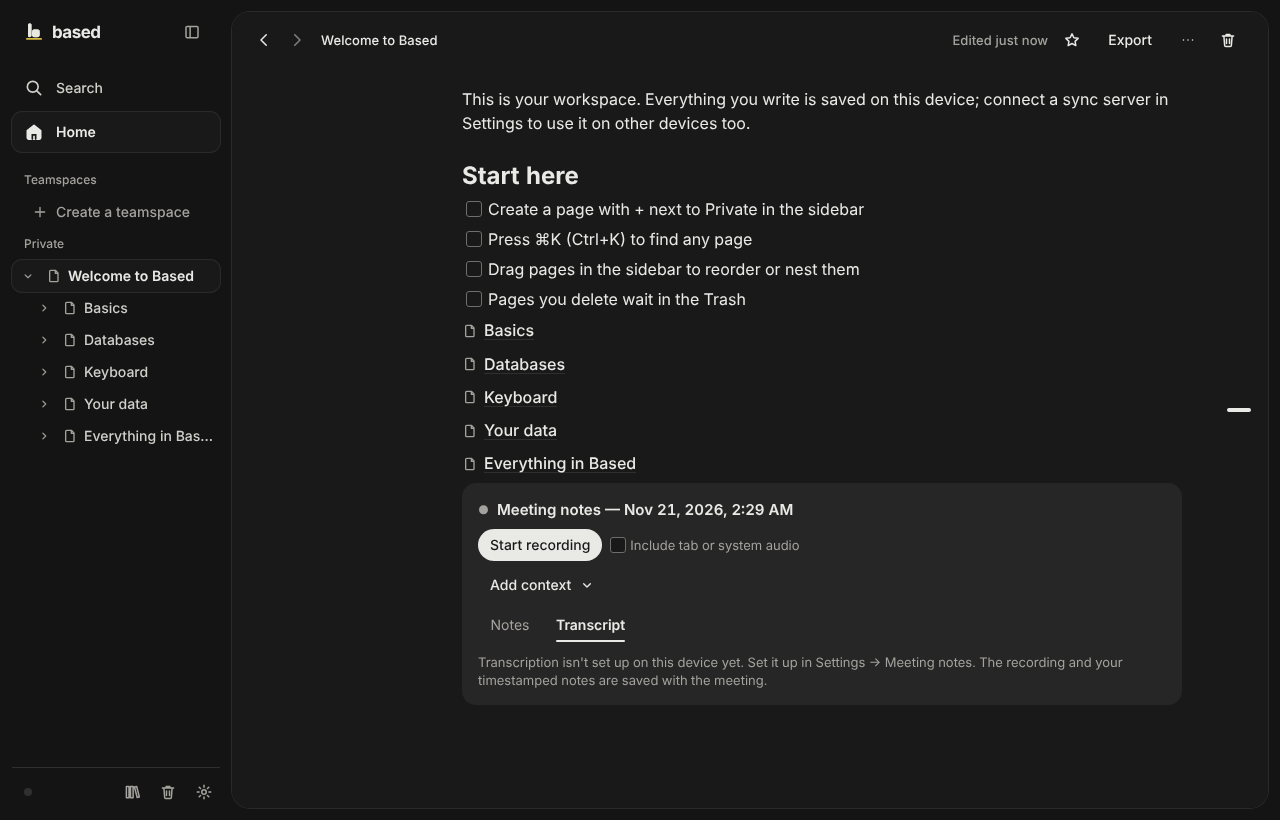 based
Search
Home
Teamspaces
Create a teamspace
Private
Welcome to Based
Basics
Databases
Keyboard
Your data
Everything in Bas...
Welcome to Based
Edited just now
Export
This is your workspace. Everything you write is saved on this device; connect a sync server in
Settings to use it on other devices too.
Start here
Create a page with + next to Private in the sidebar
Press ⌘K (Ctrl+K) to find any page
Drag pages in the sidebar to reorder or nest them
Pages you delete wait in the Trash
Basics
Databases
Keyboard
Your data
Everything in Based
Meeting notes — Nov 21, 2026, 2:29 AM
Start recording
Include tab or system audio
Add context
Notes
Transcript
Transcription isn't set up on this device yet. Set it up in Settings → Meeting notes. The recording and your
timestamped notes are saved with the meeting.